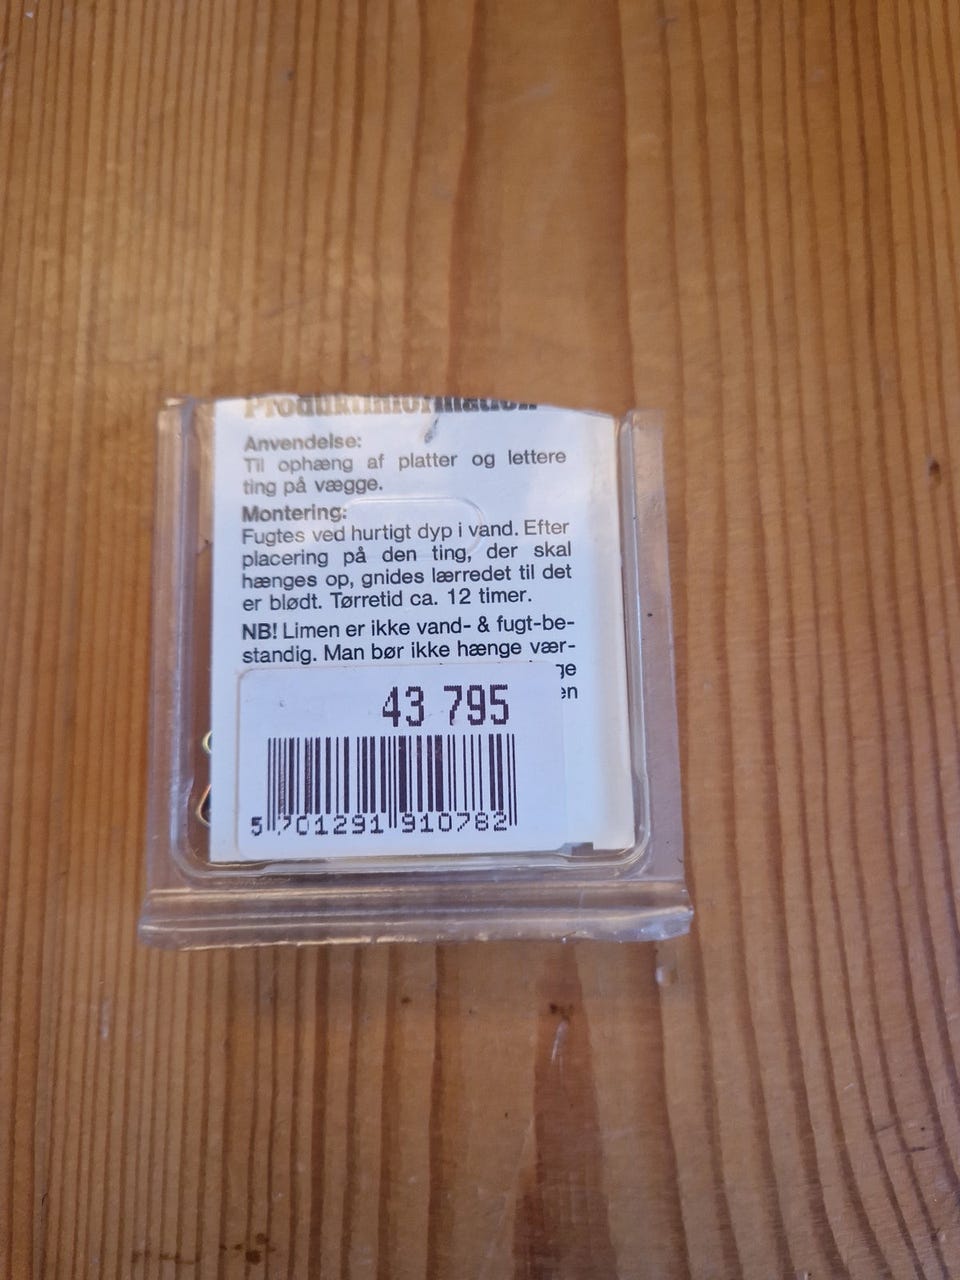 Produktinformation
Anvendelse:
Til ophæng af platter og lettere
ting på vægge.
Montering:
Fugtes ved hurtigt dyp i vand. Efter
placering på den ting, der skal
hænges op, gnides lærredet til det
er blødt. Tørretid ca. 12 timer.
NB! Limen er ikke vand- & fugt-be-
standig. Man bør ikke hænge vær-
43 795
5 701291 910782